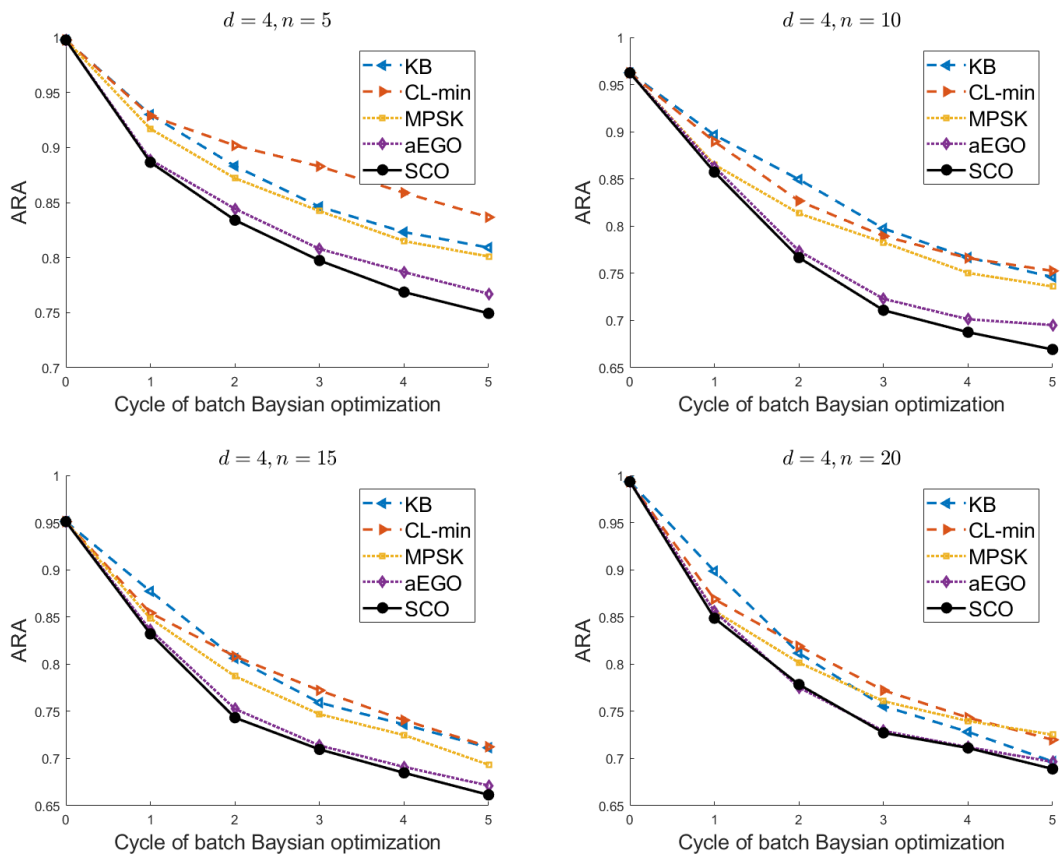 d = 4, n = 5
1
0.95
0.9
0.85
0.8
0.75
0.7
ARA
0 1 2 3 4 5
Cycle of batch Baysian optimization
KB
CL-min
MPSK
aEGO
SCO
d = 4, n = 10
1
0.95
0.9
0.85
0.8
0.75
0.7
0.65
ARA
0 1 2 3 4 5
Cycle of batch Baysian optimization
KB
CL-min
MPSK
aEGO
SCO
d = 4, n = 15
1
0.95
0.9
0.85
0.8
0.75
0.7
0.65
ARA
0 1 2 3 4 5
Cycle of batch Baysian optimization
KB
CL-min
MPSK
aEGO
SCO
d = 4, n = 20
1
0.95
0.9
0.85
0.8
0.75
0.7
0.65
ARA
0 1 2 3 4 5
Cycle of batch Baysian optimization
KB
CL-min
MPSK
aEGO
SCO